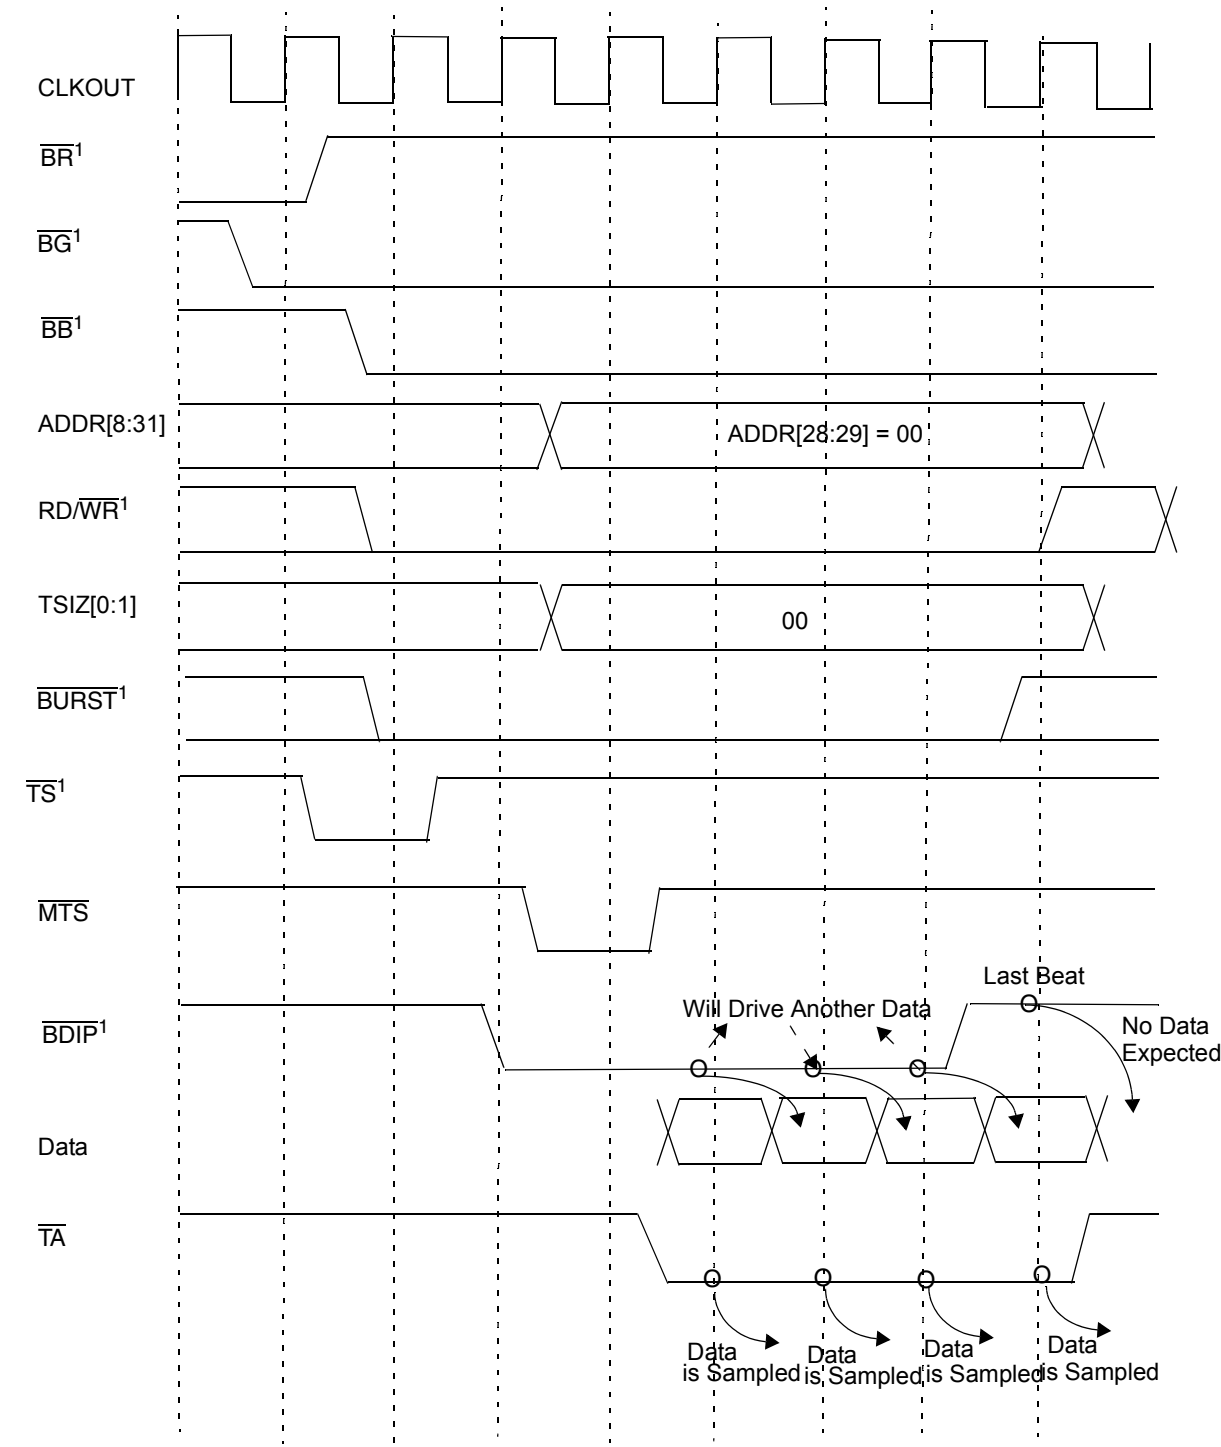 CLKOUT
BR1
BG1
BB1
ADDR[8:31]
ADDR[28:29] = 00
RD/WR1
TSIZ[0:1]
00
BURST1
TS1
MTS
Last Beat
Will Drive Another Data
BDIP1
No Data
Expected
Data
TA
Data
is Sampled
Data
is Sampled
Data
is Sampled
Data
is Sampled